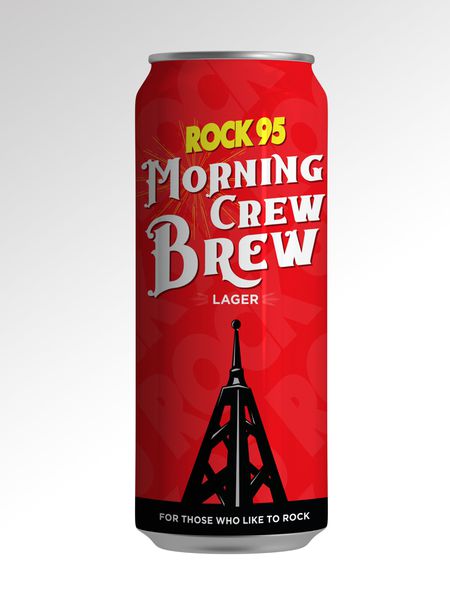 ROCK 95
MORNING
CREW
BREW
LAGER
FOR THOSE WHO LIKE TO ROCK